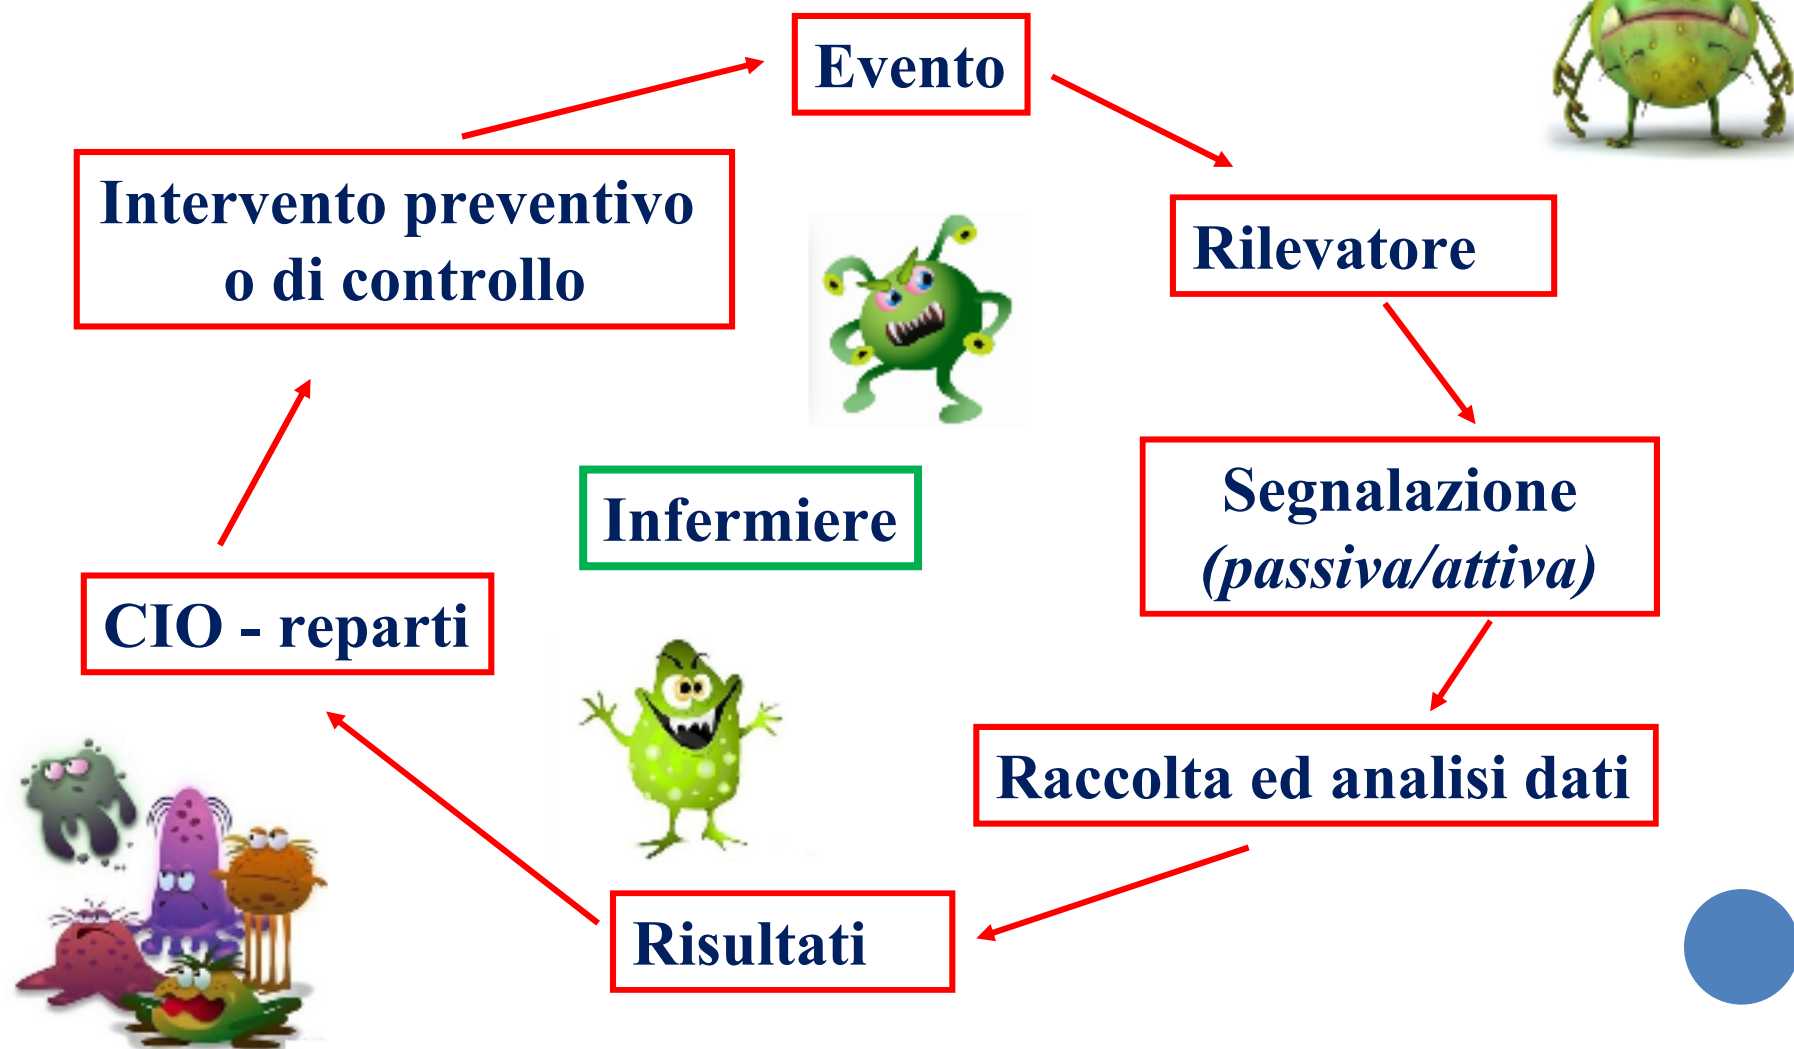 Evento
Intervento preventivo
o di controllo
Rilevatore
Infermiere
Segnalazione
(passiva/attiva)
CIO - reparti
Raccolta ed analisi dati
Risultati